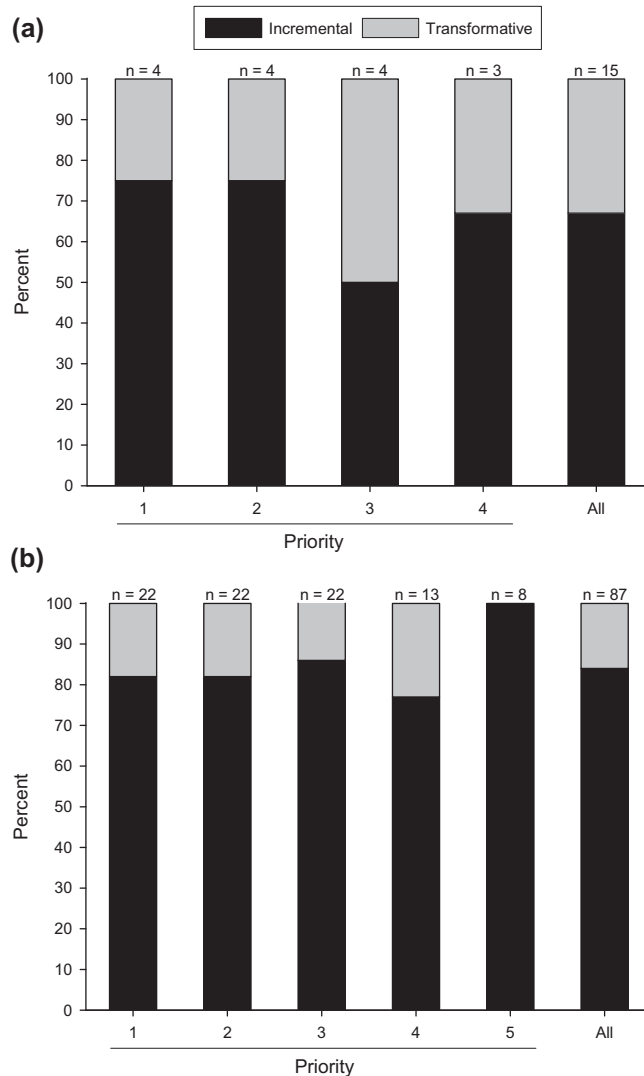 (a)
Incremental Transformative
n = 4 n = 4 n = 4 n = 3 n = 15
100
90
80
70
60
50
40
30
20
10
0
Percent
1 2 3 4 All
Priority
(b)
n = 22 n = 22 n = 22 n = 13 n = 8 n = 87
100
90
80
70
60
50
40
30
20
10
0
Percent
1 2 3 4 5 All
Priority